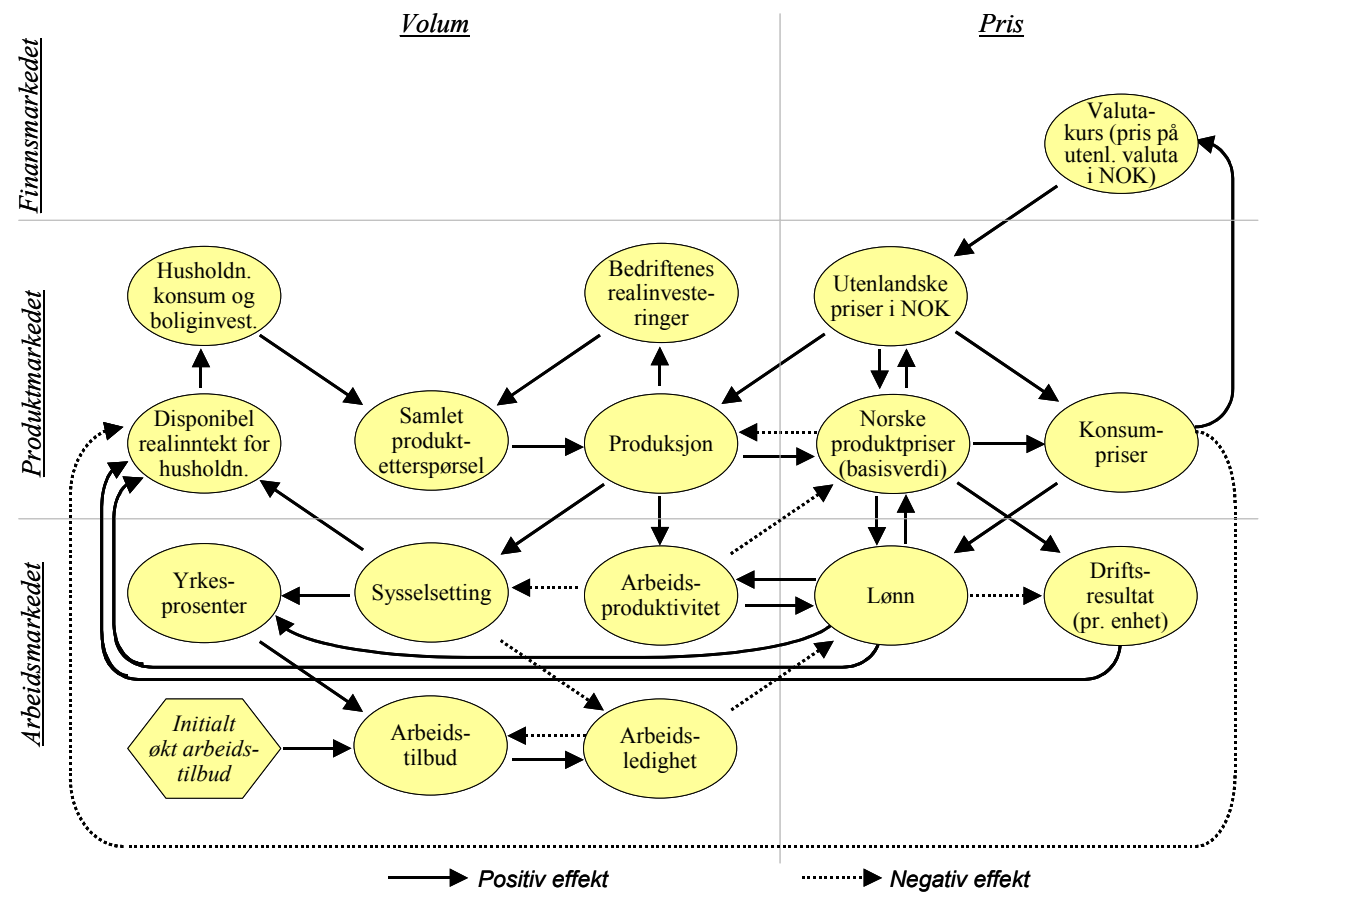 Volum
Pris
Finansmarkedet
Valuta-
kurs (pris på
utenl. valuta
i NOK)
Produktmarkedet
Husholdn.
konsum og
boliginvest.
Bedriftenes
realinveste-
ringer
Utenlandske
priser i NOK
Disponibel
realinntekt for
husholdn.
Samlet
produkt-
etterspørsel
Produksjon
Norske
produktpriser
(basisverdi)
Konsum-
priser
Arbeidsmarkedet
Yrkes-
prosenter
Sysselsetting
Arbeids-
produktivitet
Lønn
Drifts-
resultat
(pr. enhet)
Initialt
økt arbeids-
tilbud
Arbeids-
tilbud
Arbeids-
ledighet
Positiv effekt
Negativ effekt